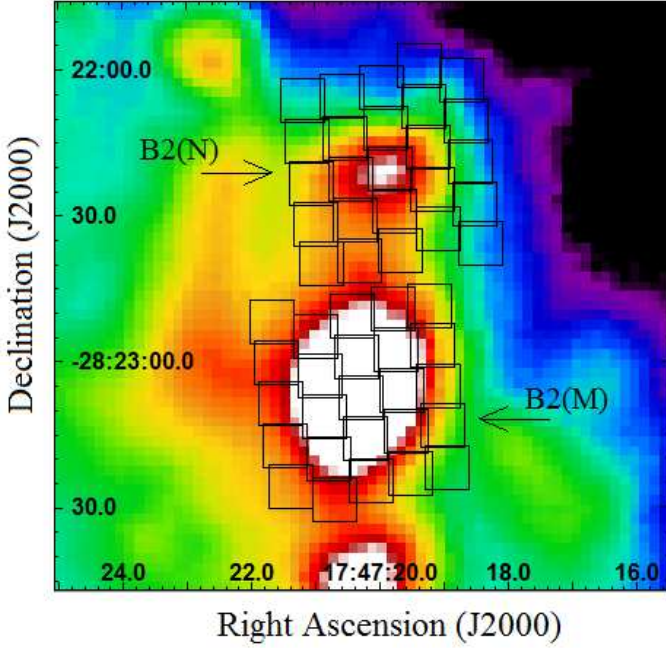 22:00.0
B2(N)
30.0
Declination (J2000)
-28:23:00.0
B2(M)
30.0
24.0 22.0 17:47:20.0 18.0 16.0
Right Ascension (J2000)